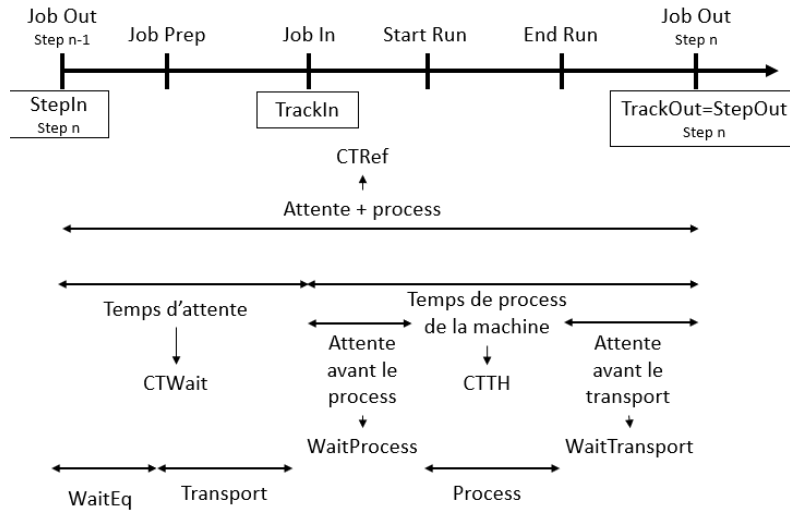 Job Out
Step n-1
Job Prep
Job In
Start Run
End Run
Job Out
Step n
StepIn
Step n
TrackIn
TrackOut=StepOut
Step n
CTRef
Attente + process
Temps d'attente
CTWait
Temps de process
de la machine
CTTH
Attente
avant le
process
WaitProcess
Attente
avant le
transport
WaitTransport
WaitEq
Transport
Process